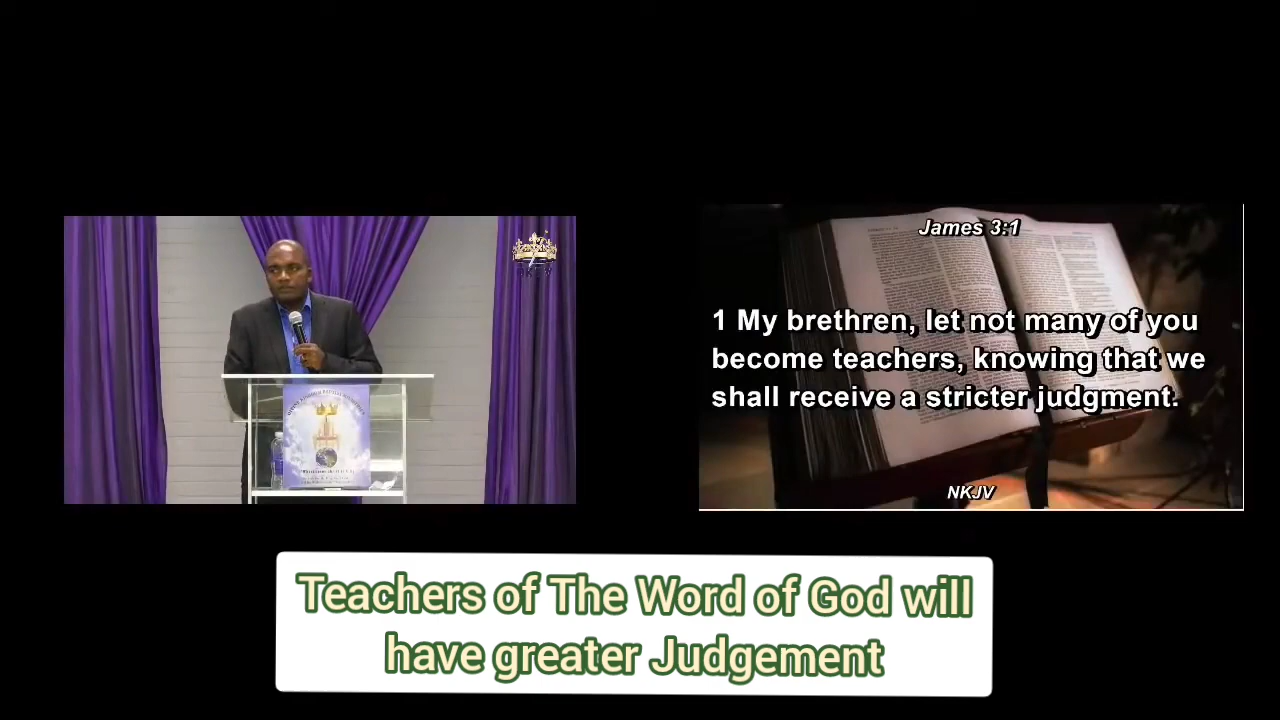 James 3:1
1 My brethren, let not many of you
become teachers, knowing that we
shall receive a stricter judgment.
NKJV
Teachers of The Word of God will
have greater Judgement